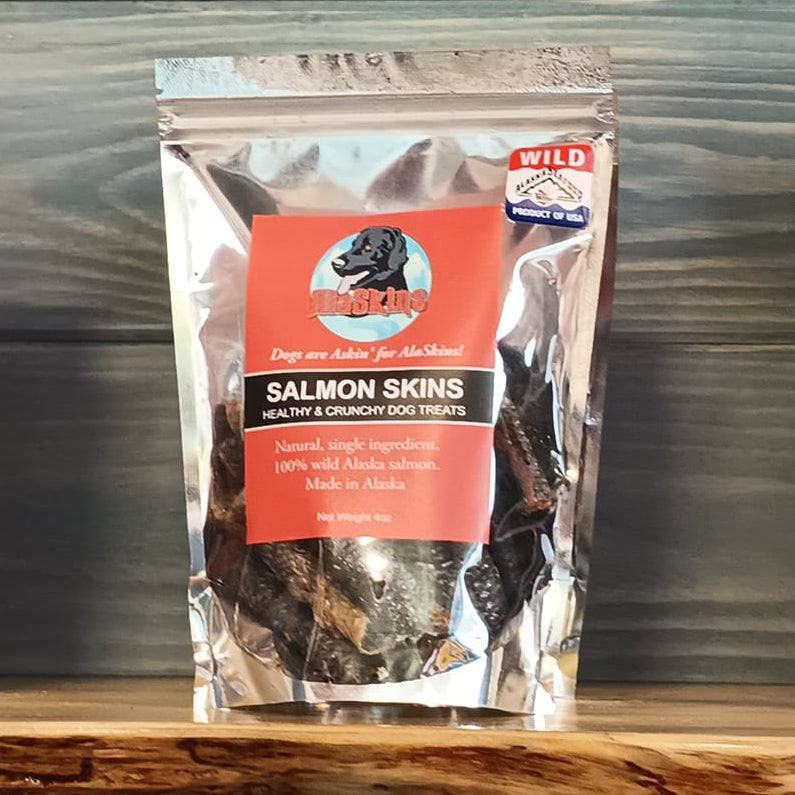 WILD
PRODUCT OF USA
AlaSkins
Dogs are Askin' for AlaSkins!
SALMON SKINS
HEALTHY & CRUNCHY DOG TREATS
Natural, single ingredient,
100% wild Alaska salmon.
Made in Alaska
Net Weight 4oz